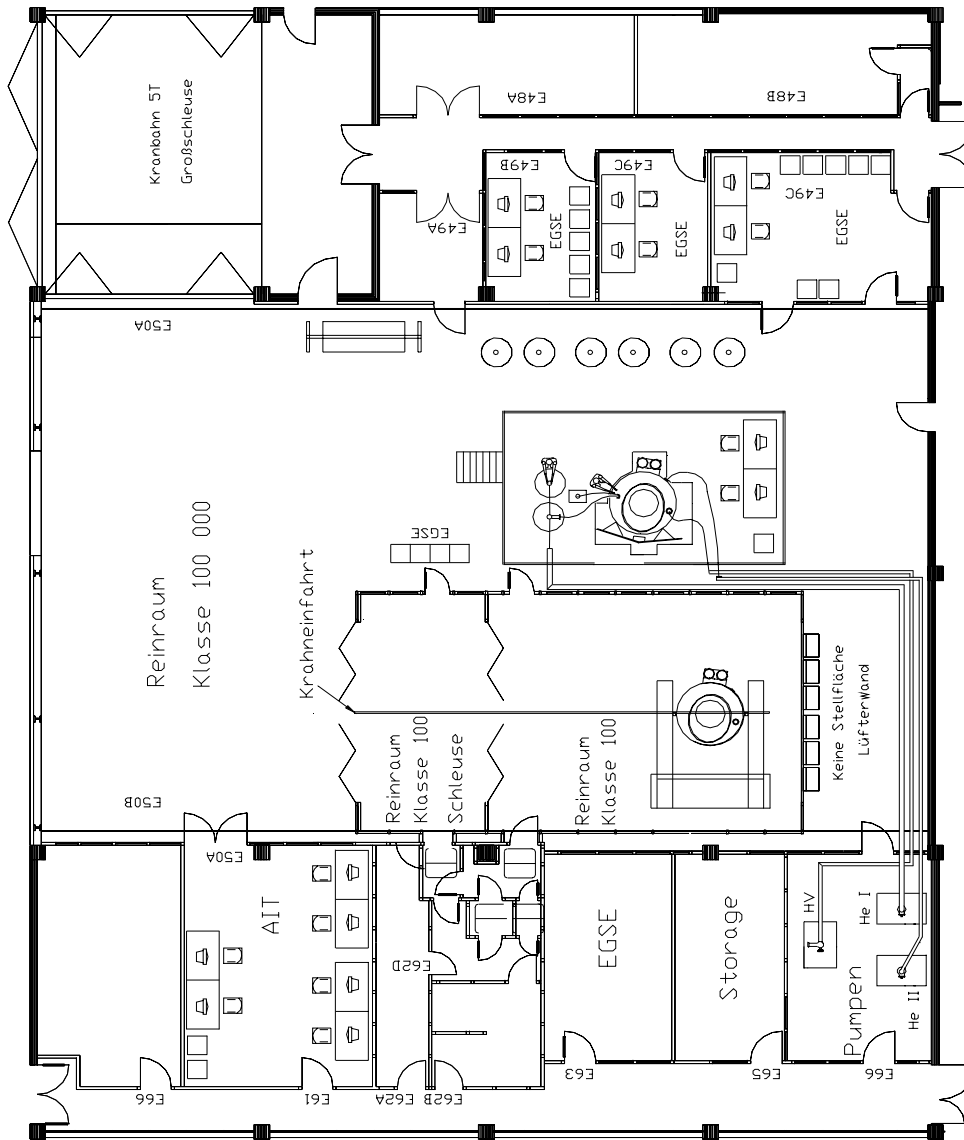 Kranbahn 5T
Großschleuse
E48A
E48B
E49A
E49B
EGSE
E49C
EGSE
E49C
EGSE
E50A
Reinraum
Klasse 100 000
EGSE
Krahneinfahrt
Reinraum
Klasse 100
Schleuse
Reinraum
Klasse 100
Keine Stellfläche
LüfterWand
E50B
E50A
AIT
E62D
EGSE
Storage
Pumpen
HV
He I
He II
E66
E61
E62A
E62B
E63
E65
E66